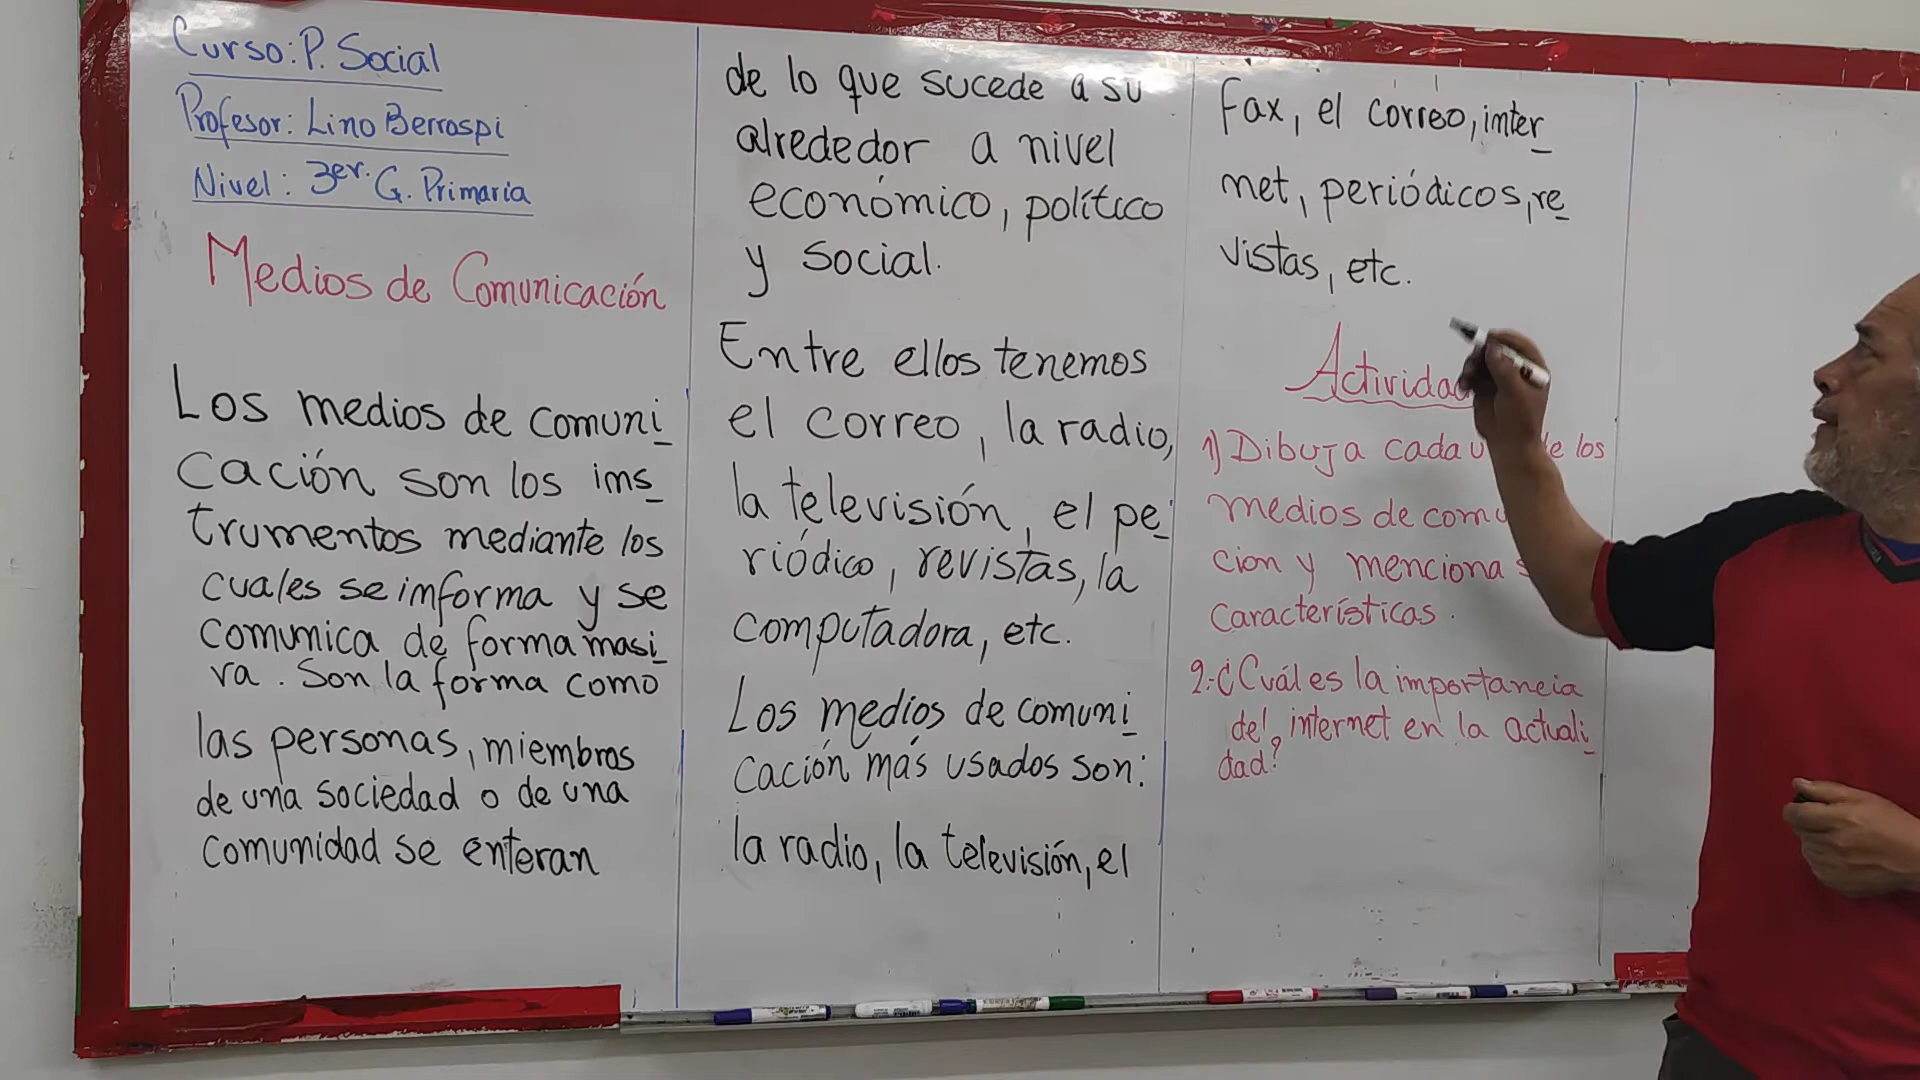 Curso: P. Social
Profesor: Lino Berrospi
Nivel: 3er. G. Primaria
Medios de Comunicación
Los medios de comuni_
cación son los ins_
trumentos mediante los
cuales se informa y se
comunica de forma masi_
va. Son la forma como
las personas, miembros
de una sociedad o de una
comunidad se enteran
de lo que sucede a su
alrededor a nivel
económico, político
y social.
Entre ellos tenemos
el correo, la radio,
la televisión, el pe_
riódico, revistas, la
computadora, etc.
Los medios de comuni_
cación más usados son:
la radio, la televisión, el
Fax, el correo, inter_
net, periódicos, re_
vistas, etc.
Actividad
1) Dibuja cada los
medios de
cion y menciona
características.
2.- ¿Cuál es la importancia
del internet en la actuali_
dad?